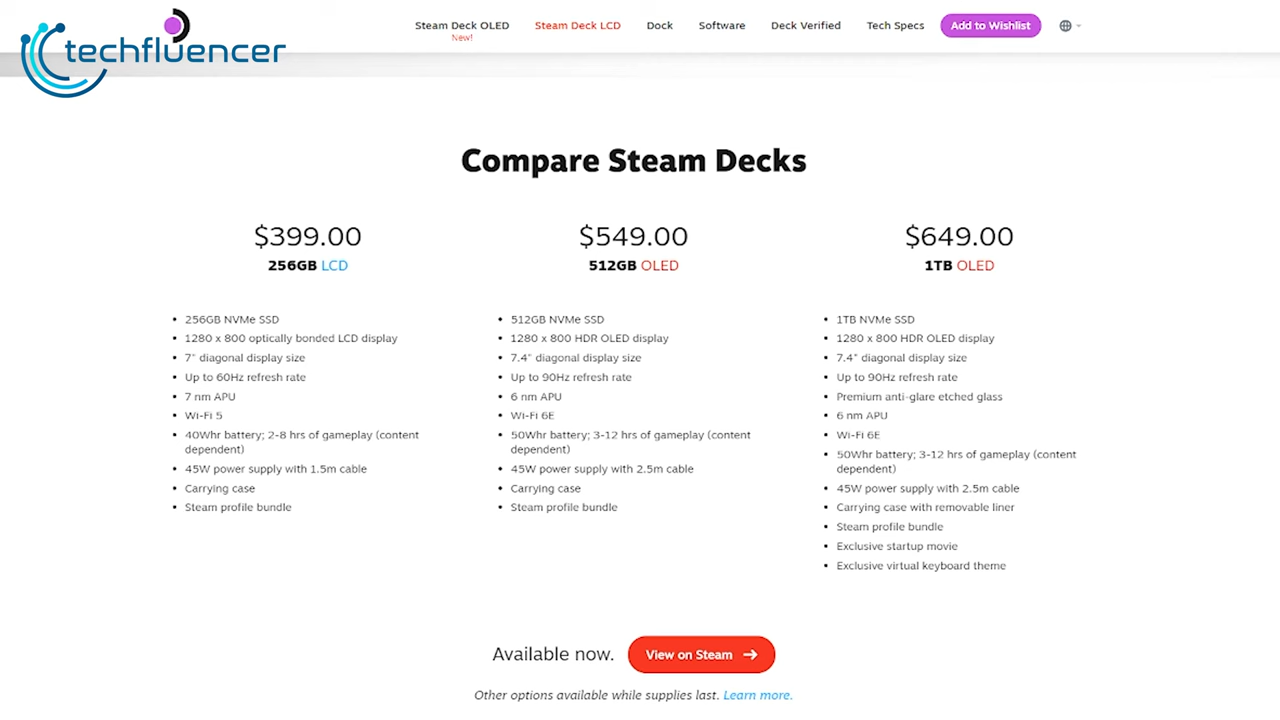 techfluencer
Steam Deck OLED
New!
Steam Deck LCD
Dock
Software
Deck Verified
Tech Specs
Add to Wishlist
Compare Steam Decks
$399.00
256GB LCD
• 256GB NVMe SSD
• 1280 x 800 optically bonded LCD display
• 7" diagonal display size
• Up to 60Hz refresh rate
• 7 nm APU
• Wi-Fi 5
• 40Whr battery; 2-8 hrs of gameplay (content
dependent)
• 45W power supply with 1.5m cable
• Carrying case
• Steam profile bundle
$549.00
512GB OLED
• 512GB NVMe SSD
• 1280 x 800 HDR OLED display
• 7.4" diagonal display size
• Up to 90Hz refresh rate
• 6 nm APU
• Wi-Fi 6E
• 50Whr battery; 3-12 hrs of gameplay (content
dependent)
• 45W power supply with 2.5m cable
• Carrying case
• Steam profile bundle
$649.00
1TB OLED
• 1TB NVMe SSD
• 1280 x 800 HDR OLED display
• 7.4" diagonal display size
• Up to 90Hz refresh rate
• Premium anti-glare etched glass
• 6 nm APU
• Wi-Fi 6E
• 50Whr battery; 3-12 hrs of gameplay (content
dependent)
• 45W power supply with 2.5m cable
• Carrying case with removable liner
• Steam profile bundle
• Exclusive startup movie
• Exclusive virtual keyboard theme
Available now. View on Steam →
Other options available while supplies last. Learn more.